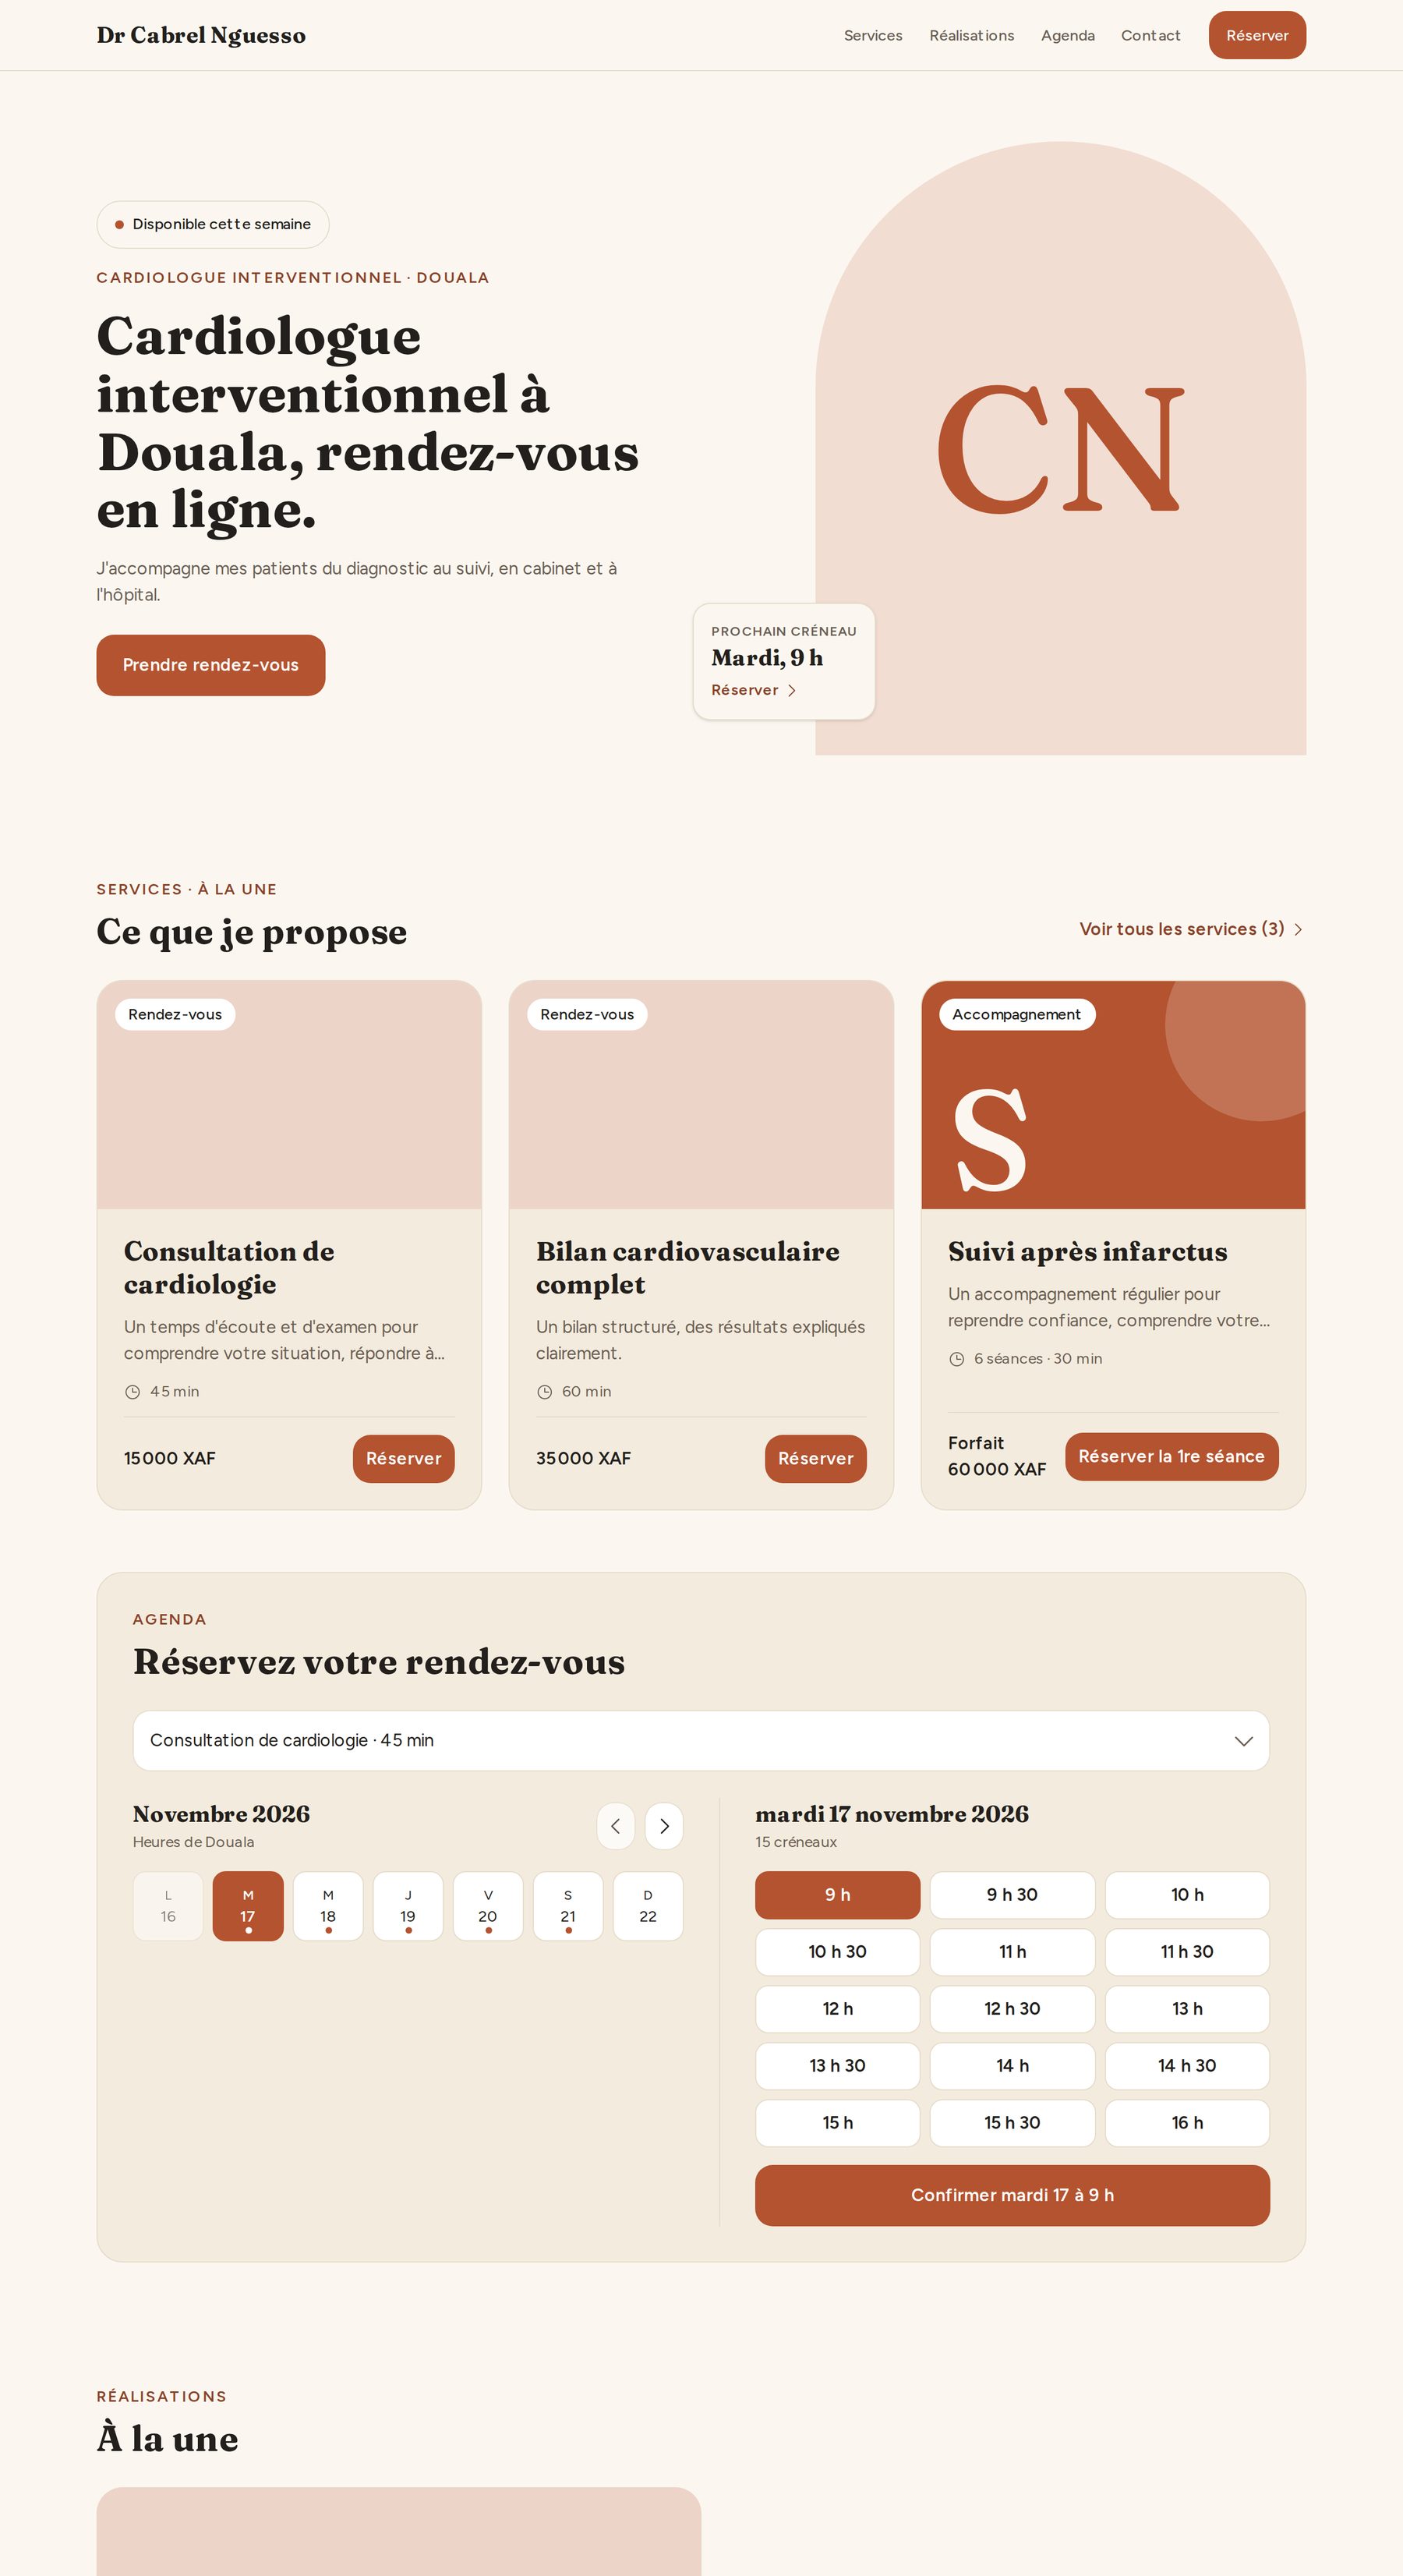 Dr Cabrel Nguesso
Services
Réalisations
Agenda
Contact
Réserver
Disponible cette semaine
CARDIOLOGUE INTERVENTIONNEL · DOUALA
Cardiologue
interventionnel à
Douala, rendez-vous
en ligne.
J'accompagne mes patients du diagnostic au suivi, en cabinet et à
l'hôpital.
Prendre rendez-vous
CN
PROCHAIN CRÉNEAU
Mardi, 9 h
Réserver
SERVICES · À LA UNE
Ce que je propose
Voir tous les services (3)
Rendez-vous
Consultation de
cardiologie
Un temps d'écoute et d'examen pour
comprendre votre situation, répondre à…
45 min
15 000 XAF
Réserver
Rendez-vous
Bilan cardiovasculaire
complet
Un bilan structuré, des résultats expliqués
clairement.
60 min
35 000 XAF
Réserver
Accompagnement
S
Suivi après infarctus
Un accompagnement régulier pour
reprendre confiance, comprendre votre…
6 séances · 30 min
Forfait
60 000 XAF
Réserver la 1re séance
AGENDA
Réservez votre rendez-vous
Consultation de cardiologie · 45 min
Novembre 2026
Heures de Douala
L
16
M
17
M
18
J
19
V
20
S
21
D
22
mardi 17 novembre 2026
15 créneaux
9 h
9 h 30
10 h
10 h 30
11 h
11 h 30
12 h
12 h 30
13 h
13 h 30
14 h
14 h 30
15 h
15 h 30
16 h
Confirmer mardi 17 à 9 h
RÉALISATIONS
À la une